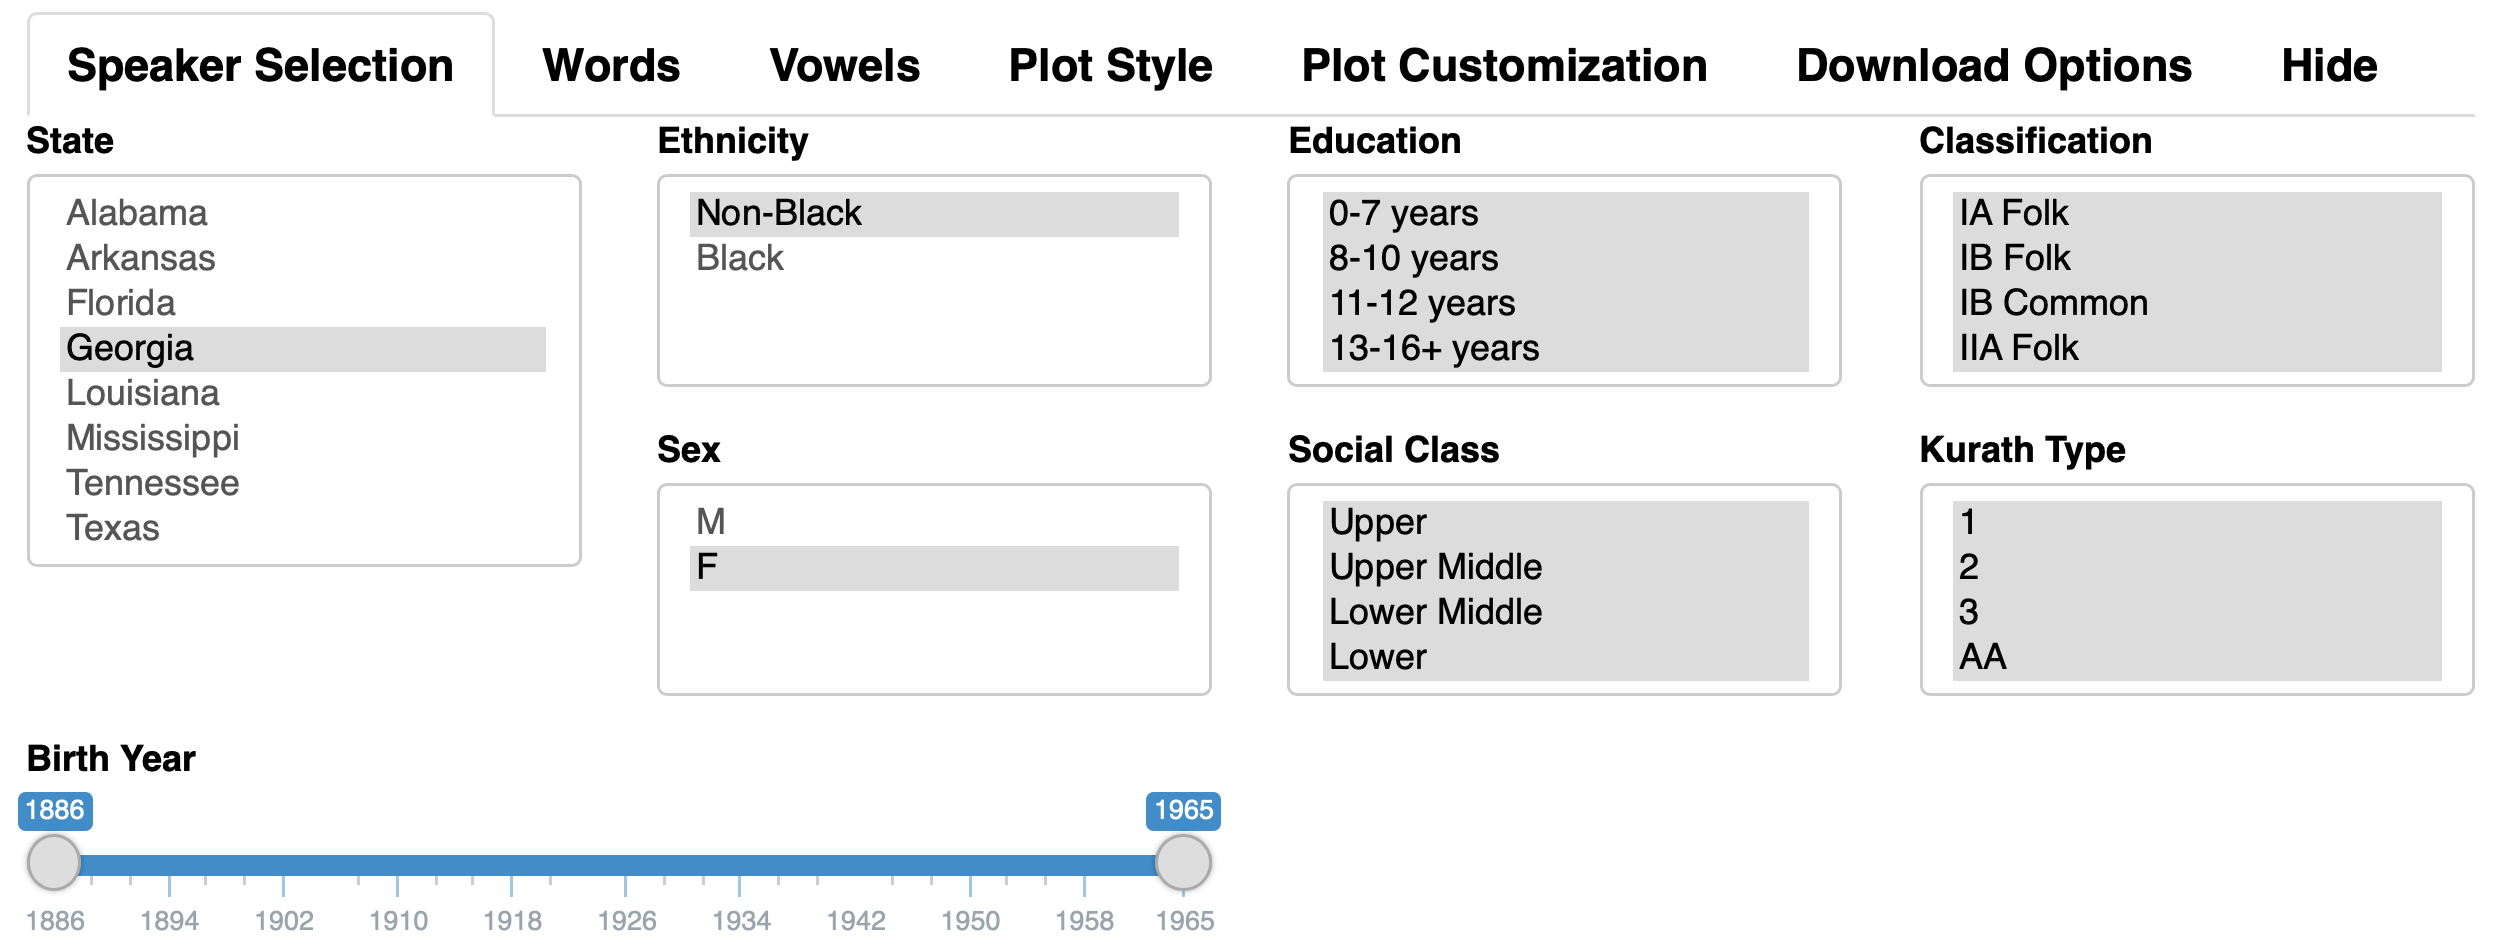 Speaker Selection Words Vowels Plot Style Plot Customization Download Options Hide
State
Alabama
Arkansas
Florida
Georgia
Louisiana
Mississippi
Tennessee
Texas
Ethnicity
Non-Black
Black
Sex
M
F
Education
0-7 years
8-10 years
11-12 years
13-16+ years
Social Class
Upper
Upper Middle
Lower Middle
Lower
Classification
IA Folk
IB Folk
IB Common
IIA Folk
Kurath Type
1
2
3
AA
Birth Year
1886 1965
1886 1894 1902 1910 1918 1926 1934 1942 1950 1958 1965